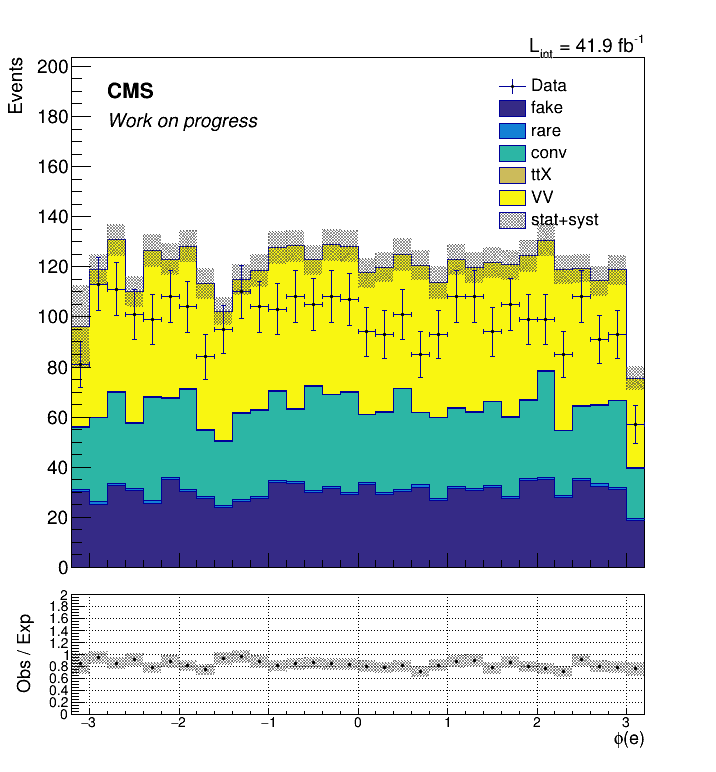 L_int = 41.9 fb^-1
Events
200
180
160
140
120
100
80
60
40
20
0
CMS
Work on progress
Data
fake
rare
conv
ttX
VV
stat+syst
Obs / Exp
2
1.8
1.6
1.4
1.2
1
0.8
0.6
0.4
0.2
0
−3 −2 −1 0 1 2 3
ϕ(e)